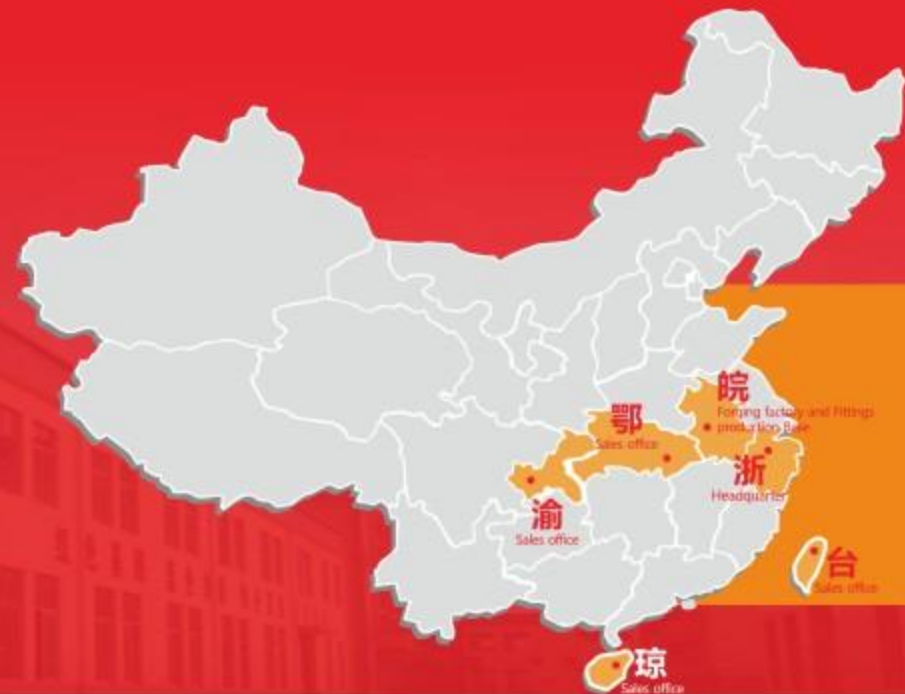 皖
Forging factory and Fittings
production Base
鄂
Sales office
浙
Headquarter
渝
Sales office
台
Sales office
琼
Sales office